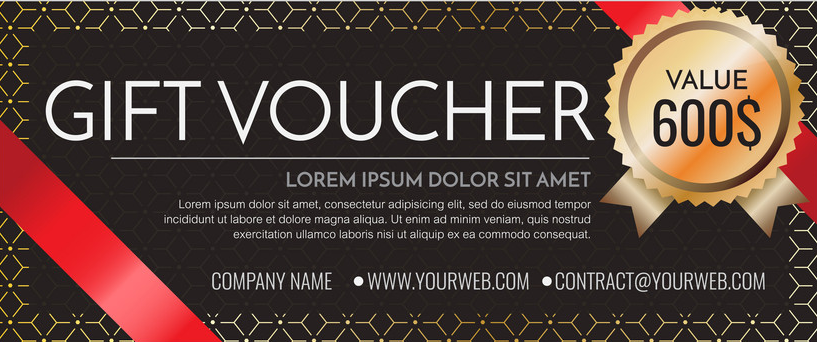 GIFT VOUCHER
VALUE
600$
LOREM IPSUM DOLOR SIT AMET
Lorem ipsum dolor sit amet, consectetur adipisicing elit, sed do eiusmod tempor
incididunt ut labore et dolore magna aliqua. Ut enim ad minim veniam, quis nostrud
exercitation ullamco laboris nisi ut aliquip ex ea commodo consequat.
COMPANY NAME ● WWW.YOURWEB.COM ● CONTRACT@YOURWEB.COM